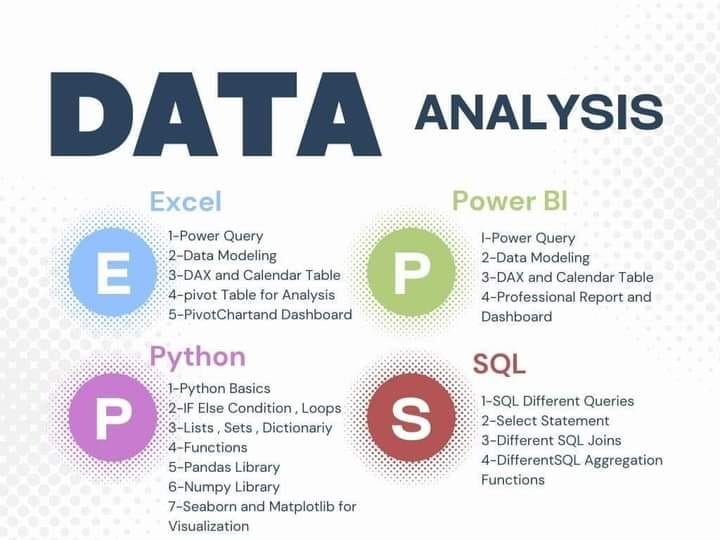 DATA ANALYSIS
Excel
E
1-Power Query
2-Data Modeling
3-DAX and Calendar Table
4-pivot Table for Analysis
5-PivotChartand Dashboard
Power BI
P
I-Power Query
2-Data Modeling
3-DAX and Calendar Table
4-Professional Report and
Dashboard
Python
P
1-Python Basics
2-IF Else Condition , Loops
3-Lists , Sets , Dictionariy
4-Functions
5-Pandas Library
6-Numpy Library
7-Seaborn and Matplotlib for
Visualization
SQL
S
1-SQL Different Queries
2-Select Statement
3-Different SQL Joins
4-DifferentSQL Aggregation
Functions